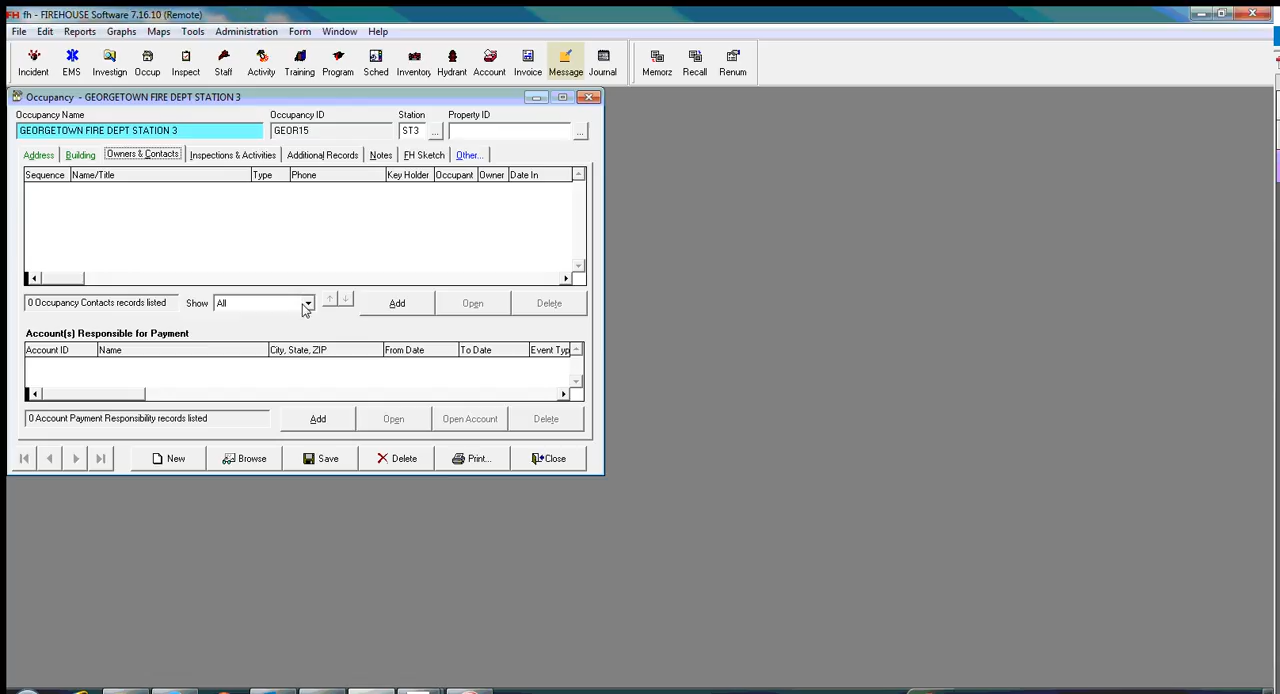 fh - FIREHOUSE Software 7.16.10 (Remote)
File Edit Reports Graphs Maps Tools Administration Form Window Help
Incident EMS Investign Occup Inspect Staff Activity Training Program Sched Inventory Hydrant Account Invoice Message Journal Memorz Recall Renum
Occupancy - GEORGETOWN FIRE DEPT STATION 3
Occupancy Name Occupancy ID Station Property ID
GEORGETOWN FIRE DEPT STATION 3 GEOR15 ST3 ... ...
Address Building Owners & Contacts Inspections & Activities Additional Records Notes FH Sketch Other...
Sequence Name/Title Type Phone Key Holder Occupant Owner Date In
0 Occupancy Contacts records listed Show All Add Open Delete
Account(s) Responsible for Payment
Account ID Name City, State, ZIP From Date To Date Event Typ
0 Account Payment Responsibility records listed Add Open Open Account Delete
New Browse Save Delete Print... Close